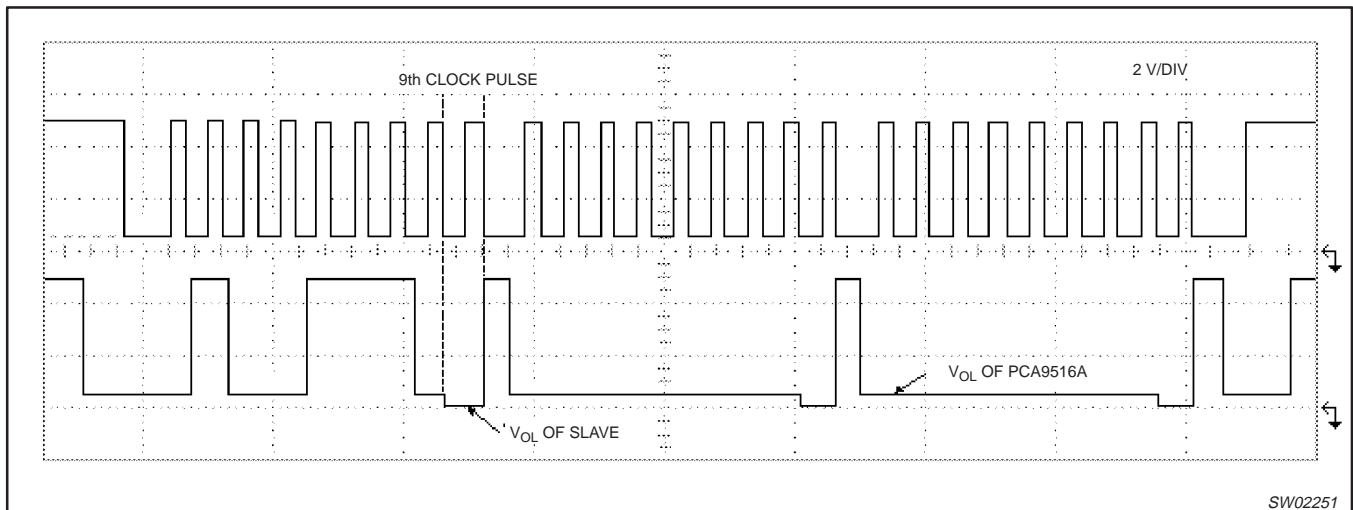 9th CLOCK PULSE
2 V/DIV
VOL OF PCA9516A
VOL OF SLAVE
SW02251